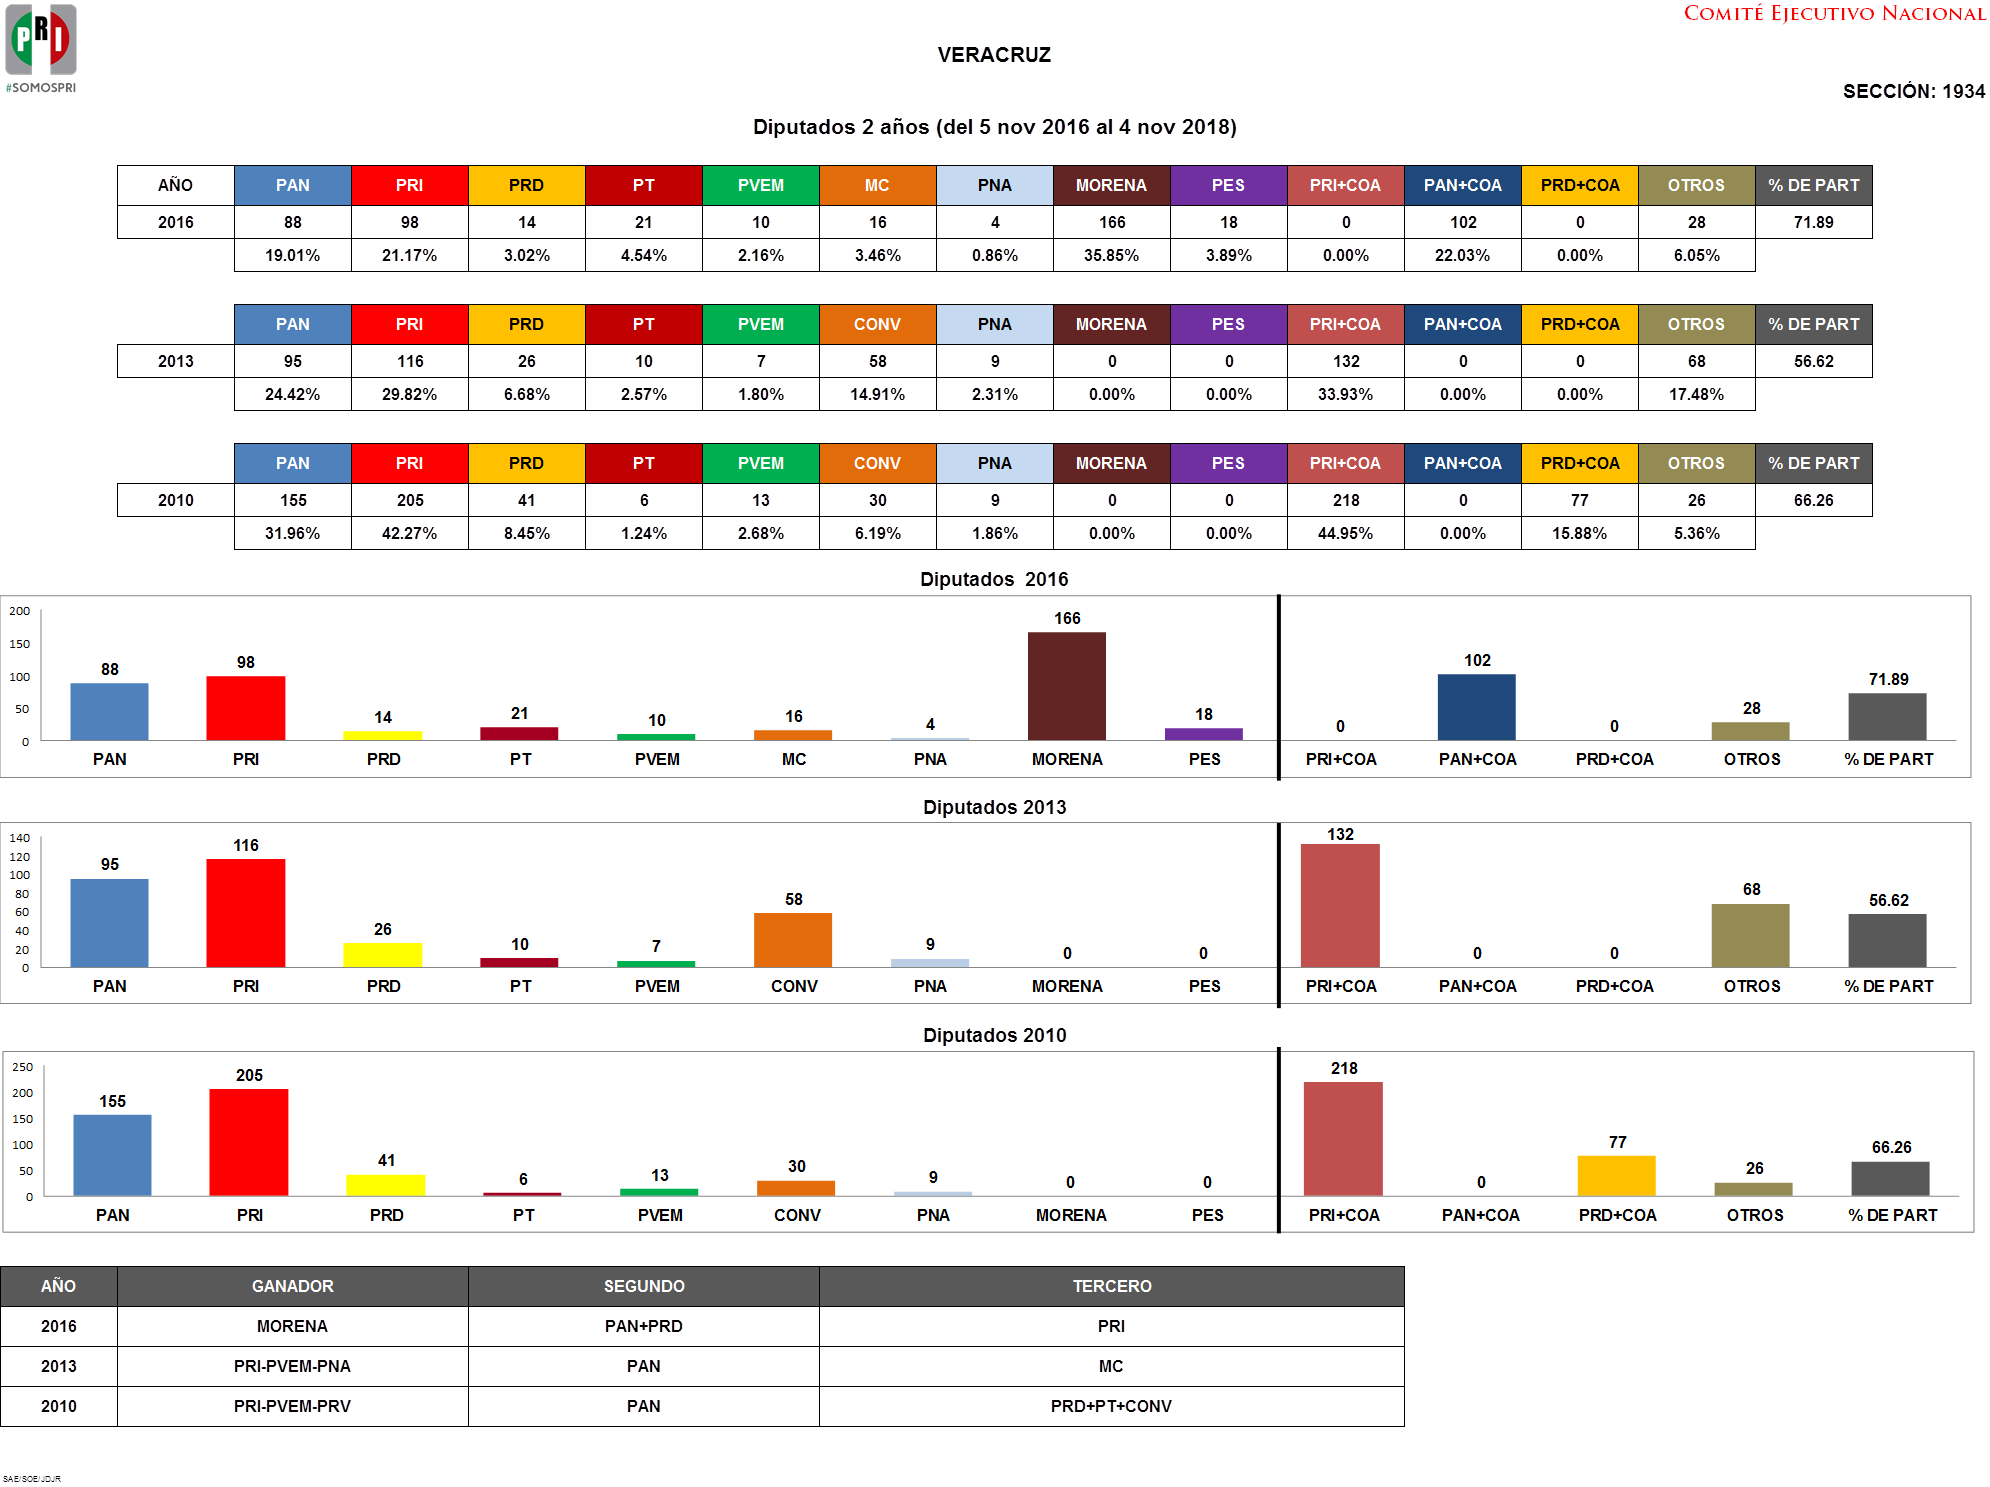 PRI
#SOMOSPRI
COMITÉ EJECUTIVO NACIONAL
VERACRUZ
SECCIÓN: 1934
Diputados 2 años (del 5 nov 2016 al 4 nov 2018)
AÑO PAN PRI PRD PT PVEM MC PNA MORENA PES PRI+COA PAN+COA PRD+COA OTROS % DE PART
2016 88 98 14 21 10 16 4 166 18 0 102 0 28 71.89
19.01% 21.17% 3.02% 4.54% 2.16% 3.46% 0.86% 35.85% 3.89% 0.00% 22.03% 0.00% 6.05%
PAN PRI PRD PT PVEM CONV PNA MORENA PES PRI+COA PAN+COA PRD+COA OTROS % DE PART
2013 95 116 26 10 7 58 9 0 0 132 0 0 68 56.62
24.42% 29.82% 6.68% 2.57% 1.80% 14.91% 2.31% 0.00% 0.00% 33.93% 0.00% 0.00% 17.48%
PAN PRI PRD PT PVEM CONV PNA MORENA PES PRI+COA PAN+COA PRD+COA OTROS % DE PART
2010 155 205 41 6 13 30 9 0 0 218 0 77 26 66.26
31.96% 42.27% 8.45% 1.24% 2.68% 6.19% 1.86% 0.00% 0.00% 44.95% 0.00% 15.88% 5.36%
Diputados 2016
200
150
100
50
0
88 98 14 21 10 16 4 166 18 0 102 0 28 71.89
PAN PRI PRD PT PVEM MC PNA MORENA PES PRI+COA PAN+COA PRD+COA OTROS % DE PART
Diputados 2013
140
120
100
80
60
40
20
0
95 116 26 10 7 58 9 0 0 132 0 0 68 56.62
PAN PRI PRD PT PVEM CONV PNA MORENA PES PRI+COA PAN+COA PRD+COA OTROS % DE PART
Diputados 2010
250
200
150
100
50
0
155 205 41 6 13 30 9 0 0 218 0 77 26 66.26
PAN PRI PRD PT PVEM CONV PNA MORENA PES PRI+COA PAN+COA PRD+COA OTROS % DE PART
AÑO GANADOR SEGUNDO TERCERO
2016 MORENA PAN+PRD PRI
2013 PRI-PVEM-PNA PAN MC
2010 PRI-PVEM-PRV PAN PRD+PT+CONV
SAE/SOE/JDJR